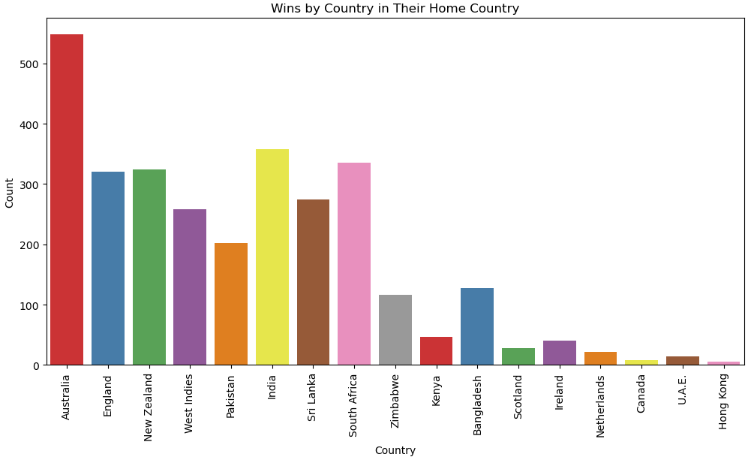 Wins by Country in Their Home Country
Count
500
400
300
200
100
0
Australia
England
New Zealand
West Indies
Pakistan
India
Sri Lanka
South Africa
Zimbabwe
Kenya
Bangladesh
Scotland
Ireland
Netherlands
Canada
U.A.E.
Hong Kong
Country